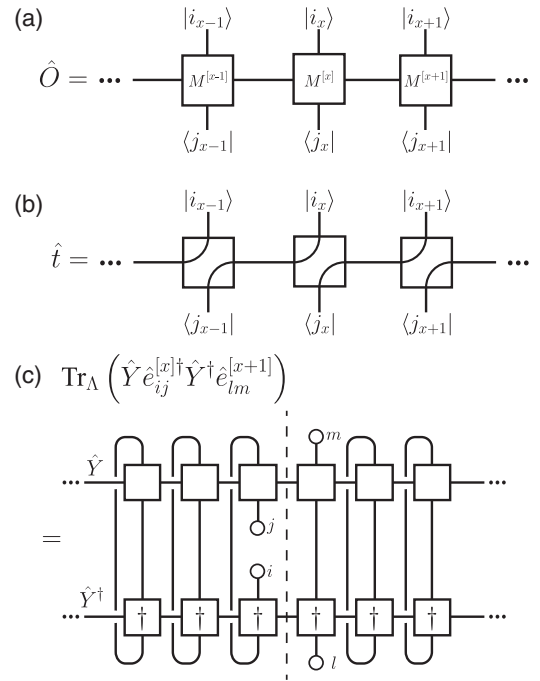 (a)
|i_{x-1}⟩ |i_x⟩ |i_{x+1}⟩
Ô = ••• M^{[x-1]} M^{[x]} M^{[x+1]} •••
⟨j_{x-1}| ⟨j_x| ⟨j_{x+1}|
(b)
|i_{x-1}⟩ |i_x⟩ |i_{x+1}⟩
t̂ = ••• •••
⟨j_{x-1}| ⟨j_x| ⟨j_{x+1}|
(c) Tr_Λ (Ŷ ê_{ij}^{[x]†} Ŷ^† ê_{lm}^{[x+1]})
m
••• Ŷ •••
j
=
i
••• Ŷ^† † † † † † † •••
l